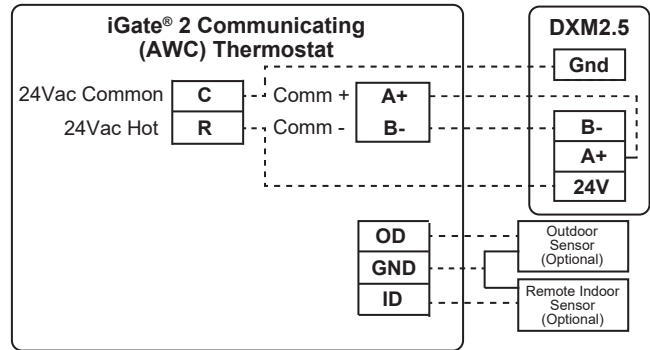 iGate® 2 Communicating
(AWC) Thermostat
DXM2.5
Gnd
24Vac Common
C
Comm +
A+
24Vac Hot
R
Comm -
B-
B-
A+
24V
OD
GND
ID
Outdoor
Sensor
(Optional)
Remote Indoor
Sensor
(Optional)